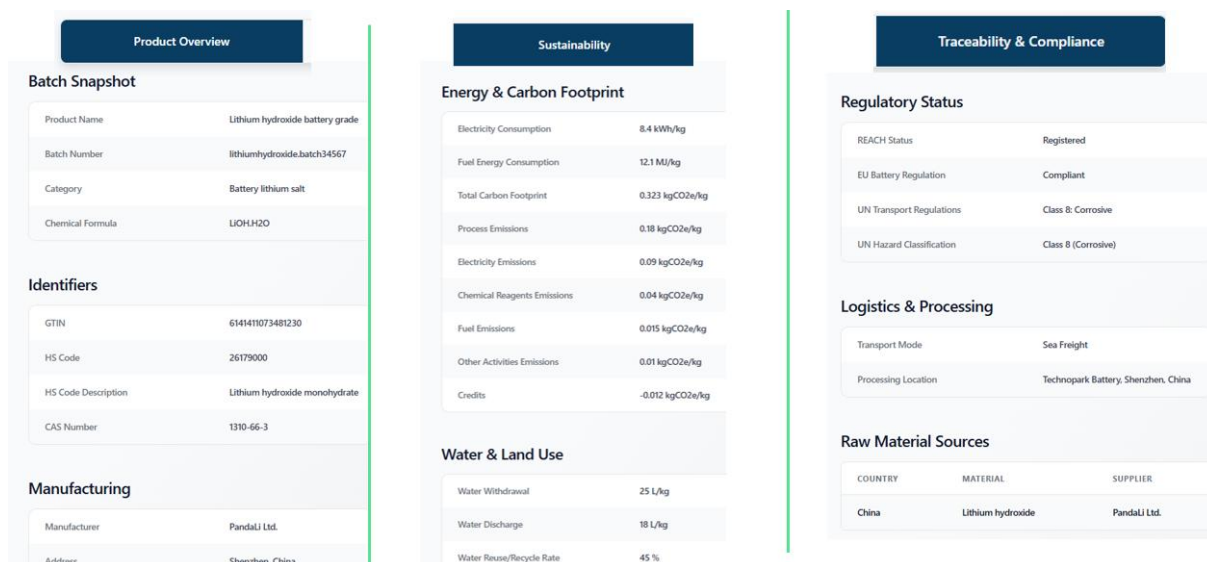 Product Overview
Batch Snapshot
Product Name Lithium hydroxide battery grade
Batch Number lithiumhydroxide.batch34567
Category Battery lithium salt
Chemical Formula LiOH.H2O
Identifiers
GTIN 6141411073481230
HS Code 26179000
HS Code Description Lithium hydroxide monohydrate
CAS Number 1310-66-3
Manufacturing
Manufacturer PandaLi Ltd.
Address Shenzhen, China
Sustainability
Energy & Carbon Footprint
Electricity Consumption 8.4 kWh/kg
Fuel Energy Consumption 12.1 MJ/kg
Total Carbon Footprint 0.323 kgCO2e/kg
Process Emissions 0.18 kgCO2e/kg
Electricity Emissions 0.09 kgCO2e/kg
Chemical Reagents Emissions 0.04 kgCO2e/kg
Fuel Emissions 0.015 kgCO2e/kg
Other Activities Emissions 0.01 kgCO2e/kg
Credits -0.012 kgCO2e/kg
Water & Land Use
Water Withdrawal 25 L/kg
Water Discharge 18 L/kg
Water Reuse/Recycle Rate 45 %
Traceability & Compliance
Regulatory Status
REACH Status Registered
EU Battery Regulation Compliant
UN Transport Regulations Class 8: Corrosive
UN Hazard Classification Class 8 (Corrosive)
Logistics & Processing
Transport Mode Sea Freight
Processing Location Technopark Battery, Shenzhen, China
Raw Material Sources
COUNTRY MATERIAL SUPPLIER
China Lithium hydroxide PandaLi Ltd.